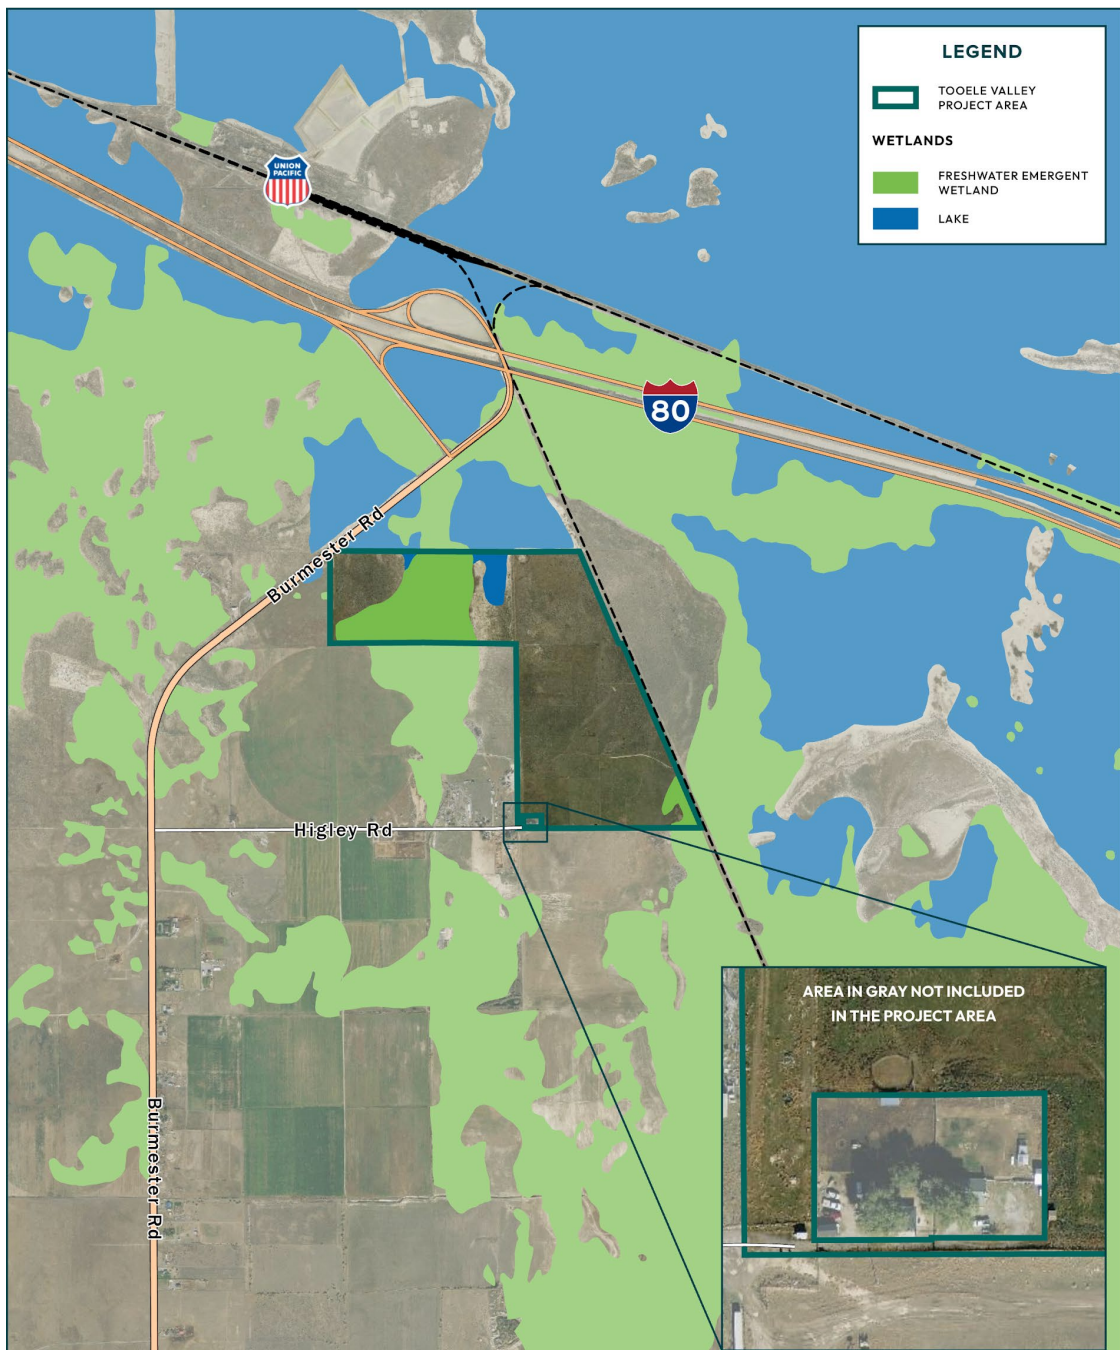 LEGEND
TOOELE VALLEY
PROJECT AREA
WETLANDS
FRESHWATER EMERGENT
WETLAND
LAKE
UNION
PACIFIC
80
Burmester Rd
Higley Rd
Burmester Rd
AREA IN GRAY NOT INCLUDED
IN THE PROJECT AREA